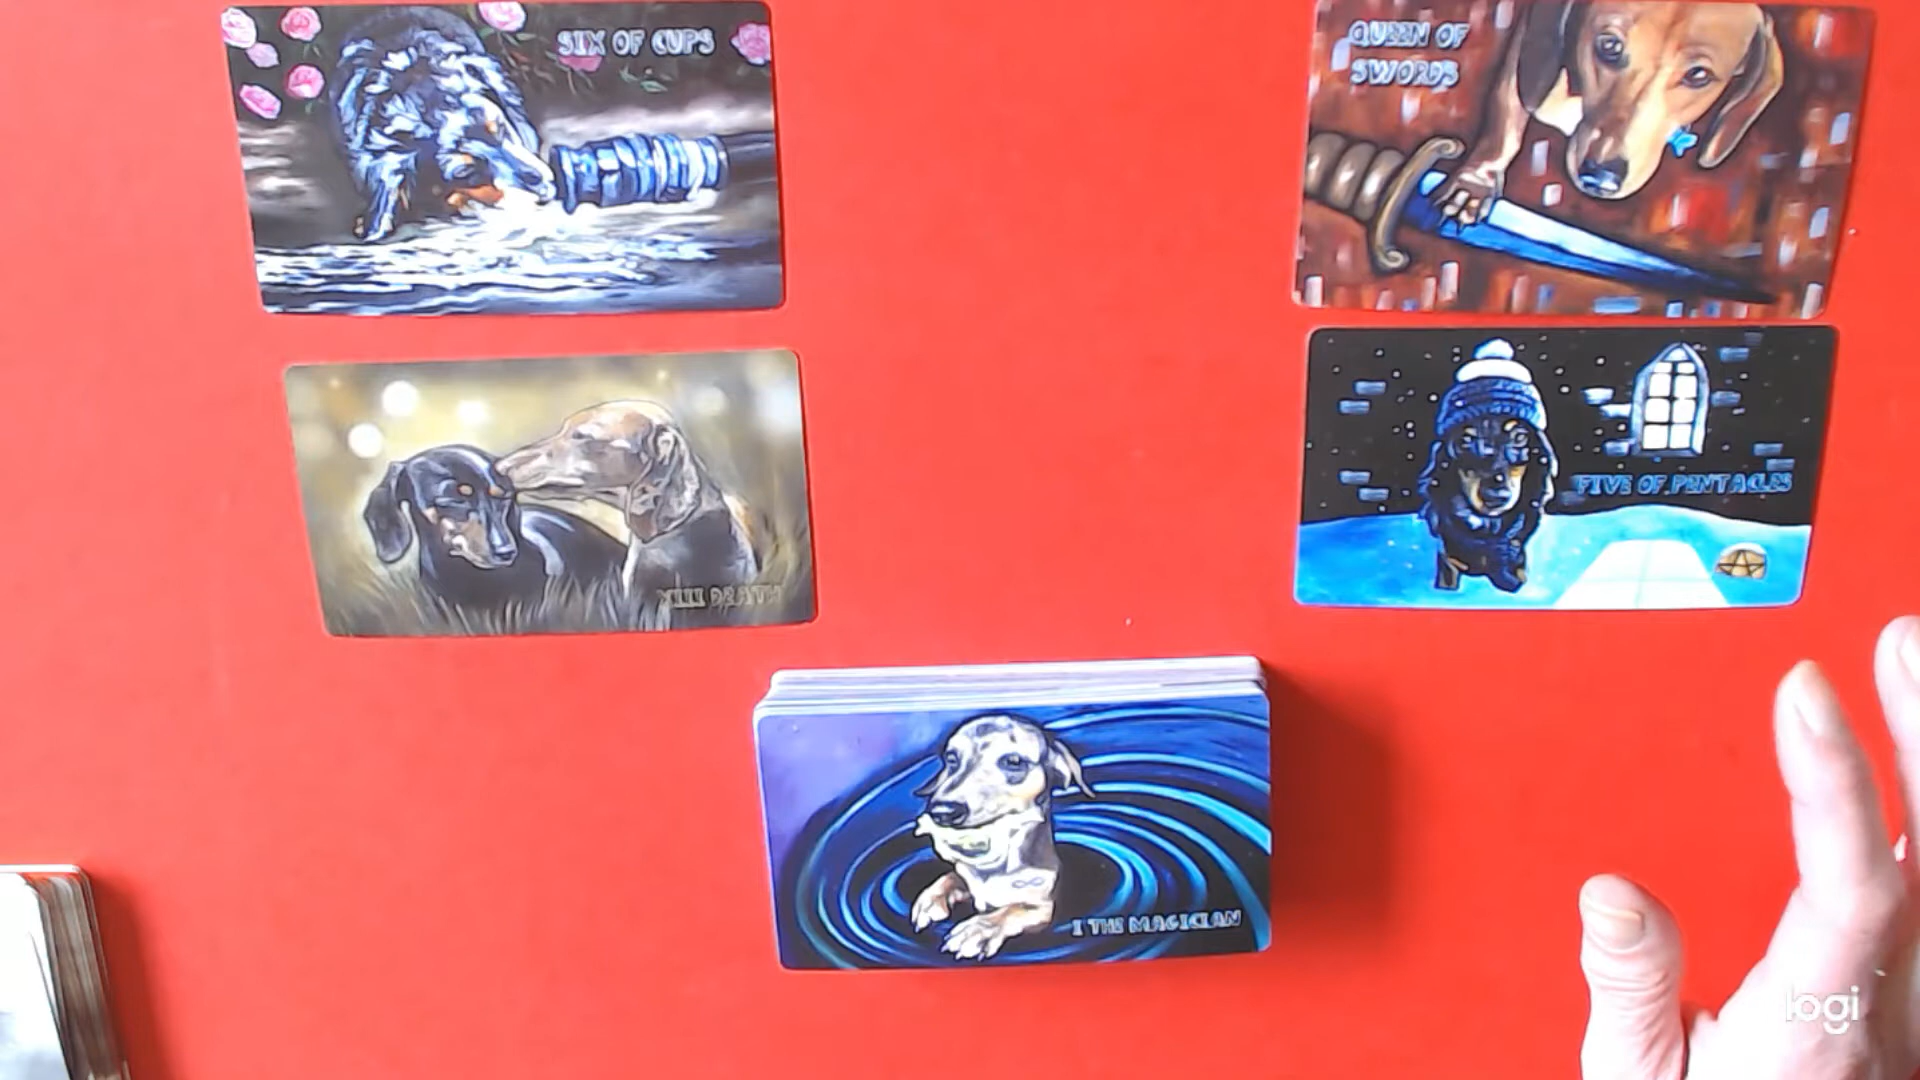 SIX OF CUPS
QUEEN OF
SWORDS
XIII DEATH
FIVE OF PENTACLES
I THE MAGICIAN
logi